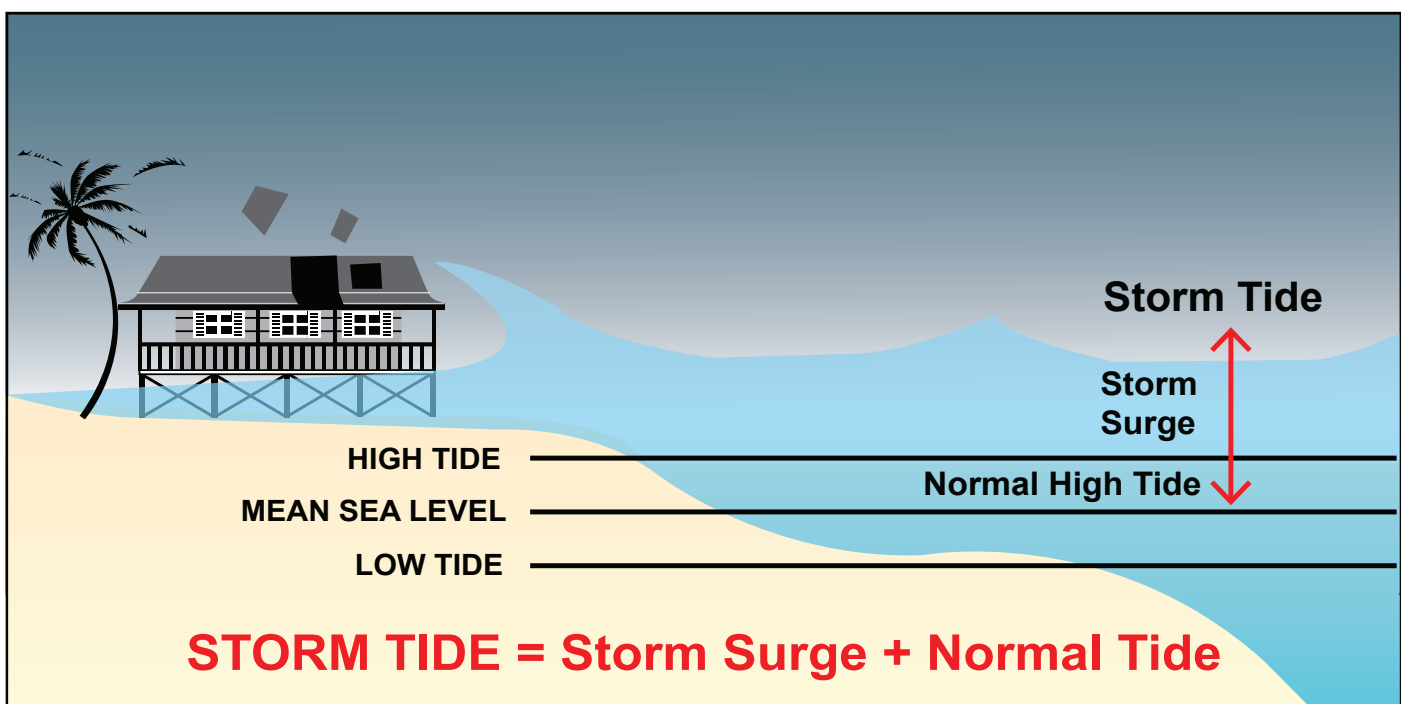 Storm Tide
Storm
Surge
HIGH TIDE
Normal High Tide
MEAN SEA LEVEL
LOW TIDE
STORM TIDE = Storm Surge + Normal Tide